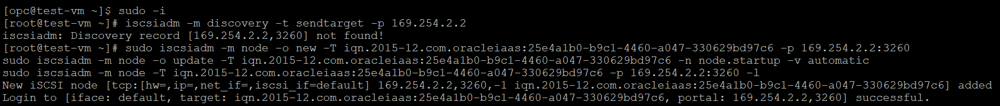 [opc@test-vm ~]$ sudo -i
[root@test-vm ~]# iscsiadm -m discovery -t sendtarget -p 169.254.2.2
iscsiadm: Discovery record [169.254.2.2,3260] not found!
[root@test-vm ~]# sudo iscsiadm -m node -o new -T iqn.2015-12.com.oracleiaas:25e4a1b0-b9c1-4460-a047-330629bd97c6 -p 169.254.2.2:3260
sudo iscsiadm -m node -o update -T iqn.2015-12.com.oracleiaas:25e4a1b0-b9c1-4460-a047-330629bd97c6 -n node.startup -v automatic
sudo iscsiadm -m node -T iqn.2015-12.com.oracleiaas:25e4a1b0-b9c1-4460-a047-330629bd97c6 -p 169.254.2.2:3260 -l
New iSCSI node [tcp:[hw=,ip=,net_if=,iscsi_if=default] 169.254.2.2,3260,-1 iqn.2015-12.com.oracleiaas:25e4a1b0-b9c1-4460-a047-330629bd97c6] added
Login to [iface: default, target: iqn.2015-12.com.oracleiaas:25e4a1b0-b9c1-4460-a047-330629bd97c6, portal: 169.254.2.2,3260] successful.